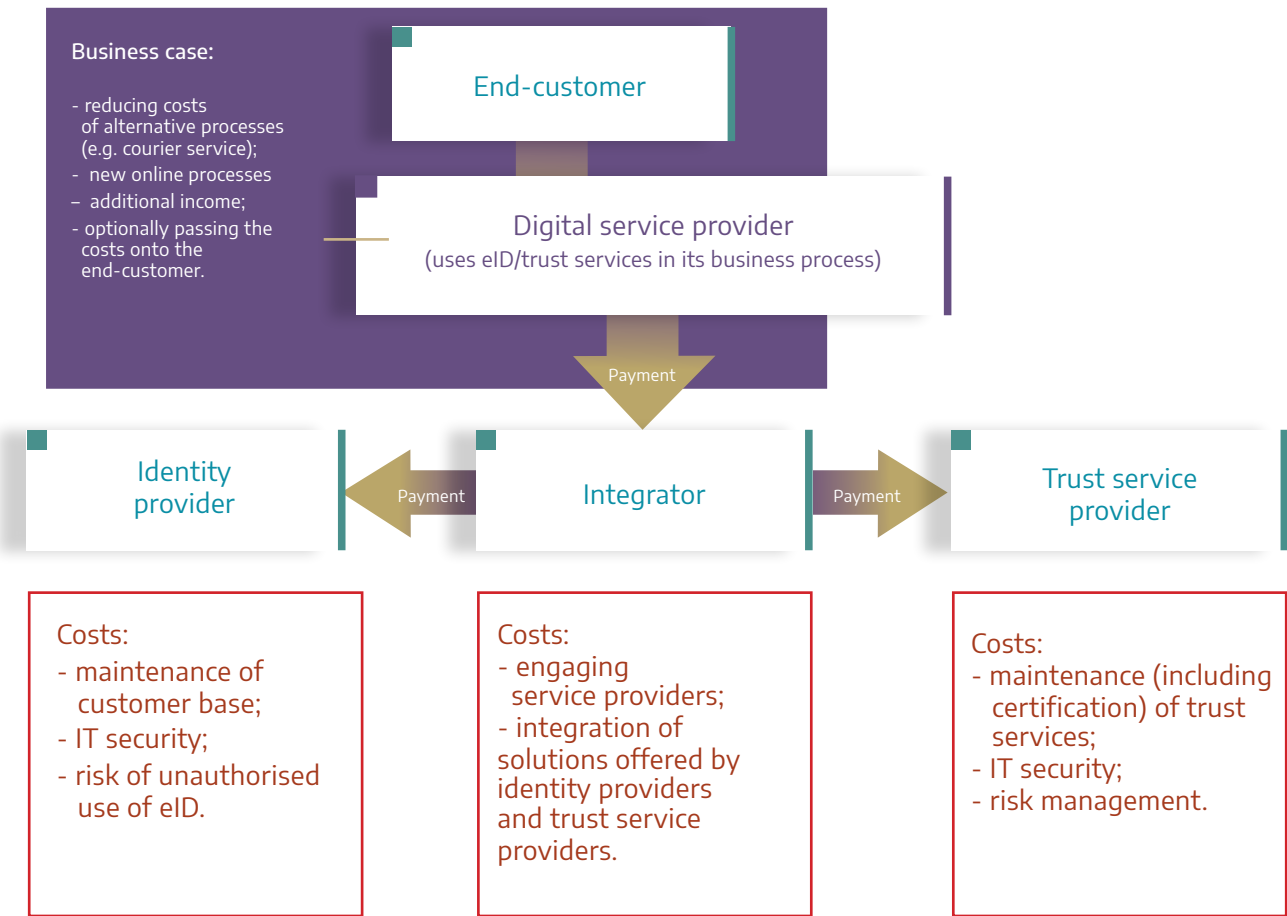 Business case:
- reducing costs
of alternative processes
(e.g. courier service);
- new online processes
– additional income;
- optionally passing the
costs onto the
end-customer.
End-customer
Digital service provider
(uses eID/trust services in its business process)
Payment
Identity
provider
Payment
Integrator
Payment
Trust service
provider
Costs:
- maintenance of
customer base;
- IT security;
- risk of unauthorised
use of eID.
Costs:
- engaging
service providers;
- integration of
solutions offered by
identity providers
and trust service
providers.
Costs:
- maintenance (including
certification) of trust
services;
- IT security;
- risk management.